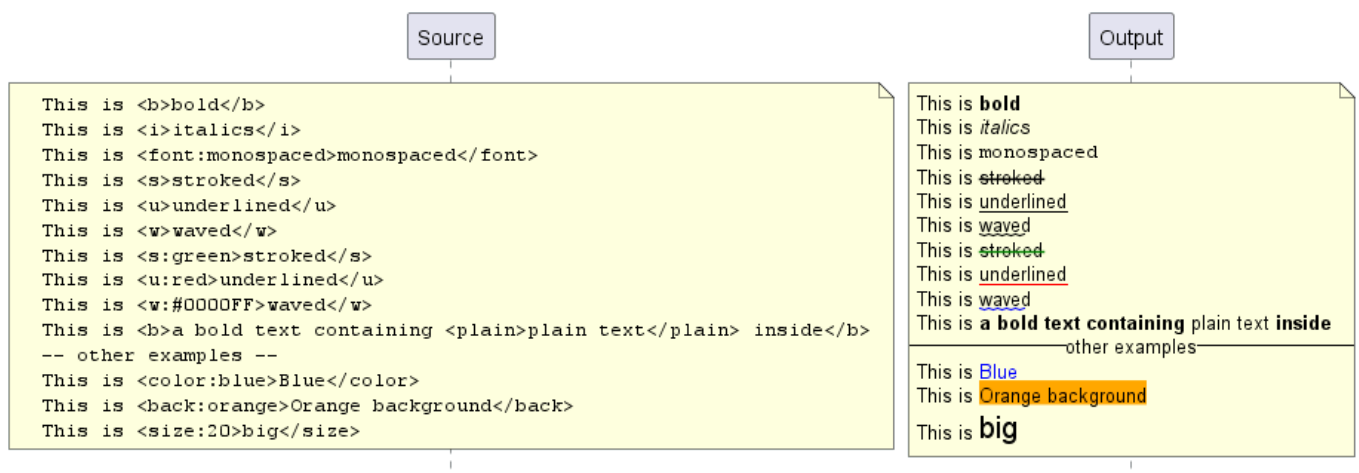 Source
This is <b>bold</b>
This is <i>italics</i>
This is <font:monospaced>monospaced</font>
This is <s>stroked</s>
This is <u>underlined</u>
This is <w>waved</w>
This is <s:green>stroked</s>
This is <u:red>underlined</u>
This is <w:#0000FF>waved</w>
This is <b>a bold text containing <plain>plain text</plain> inside</b>
-- other examples --
This is <color:blue>Blue</color>
This is <back:orange>Orange background</back>
This is <size:20>big</size>
Output
This is bold
This is italics
This is monospaced
This is stroked
This is underlined
This is waved
This is stroked
This is underlined
This is waved
This is a bold text containing plain text inside
other examples
This is Blue
This is Orange background
This is big